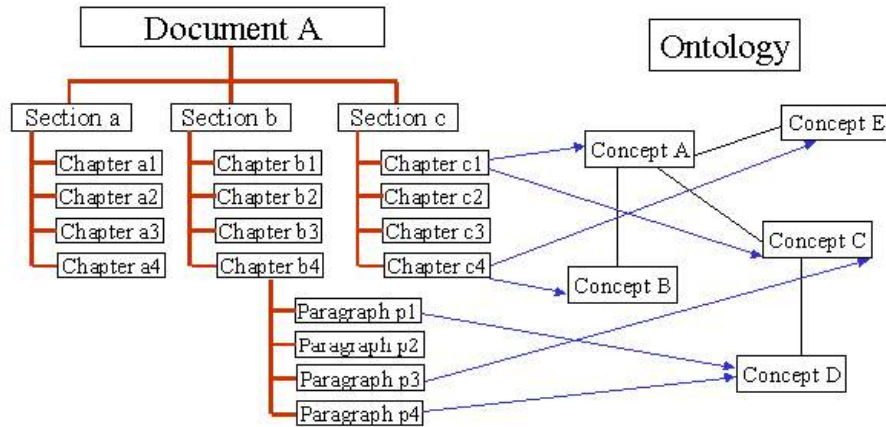 Document A
Ontology
Section a
Section b
Section c
Chapter a1
Chapter a2
Chapter a3
Chapter a4
Chapter b1
Chapter b2
Chapter b3
Chapter b4
Paragraph p1
Paragraph p2
Paragraph p3
Paragraph p4
Chapter c1
Chapter c2
Chapter c3
Chapter c4
Concept A
Concept B
Concept E
Concept C
Concept D